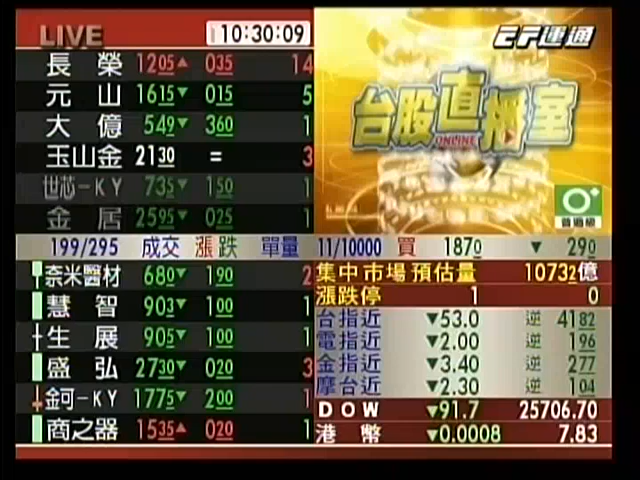 LIVE 10:30:09
長榮 1205▲ 035 14
元山 1615▼ 015 5
大億 549▼ 360 1
玉山金 2130 = 3
世芯-KY 735▼ 150 1
金居 2595▼ 025 1
199/295 成交 漲跌 單量
奈米醫材 680▼ 190 2
慧智 903▼ 100 1
生展 905▼ 100 1
盛弘 2730▼ 020 3
金可-KY 1775▼ 200 1
商之器 1535▲ 020 1
運通
台股直播室
ONLINE
普遍級
11/10000 買 1870 ▼ 290
集中市場預估量 10732億
漲跌停 1 0
台指近 ▼53.0 逆 4182
電指近 ▼2.00 逆 196
金指近 ▼3.40 逆 277
摩台近 ▼2.30 逆 104
DOW ▼91.7 25706.70
港幣 ▼0.0008 7.83